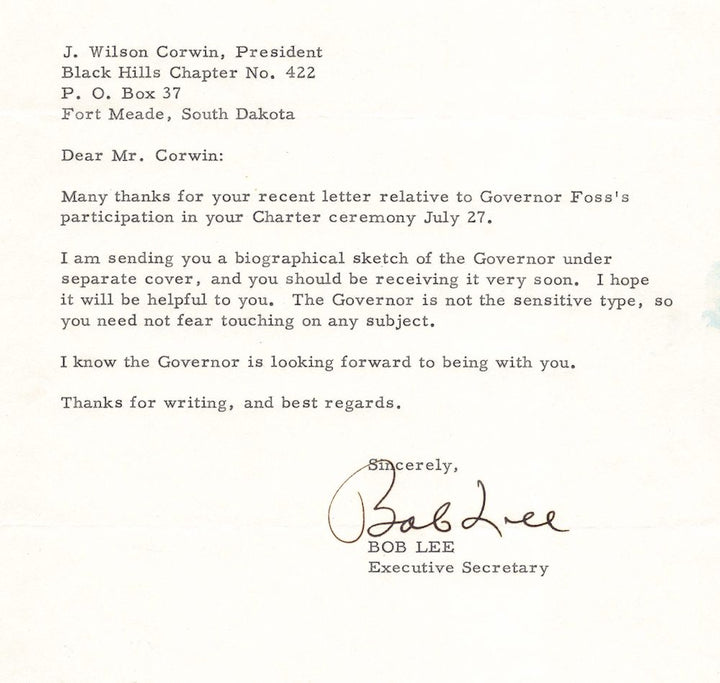 J. Wilson Corwin, President
Black Hills Chapter No. 422
P. O. Box 37
Fort Meade, South Dakota
Dear Mr. Corwin:
Many thanks for your recent letter relative to Governor Foss's
participation in your Charter ceremony July 27.
I am sending you a biographical sketch of the Governor under
separate cover, and you should be receiving it very soon. I hope
it will be helpful to you. The Governor is not the sensitive type, so
you need not fear touching on any subject.
I know the Governor is looking forward to being with you.
Thanks for writing, and best regards.
Sincerely,
Bob Lee
BOB LEE
Executive Secretary